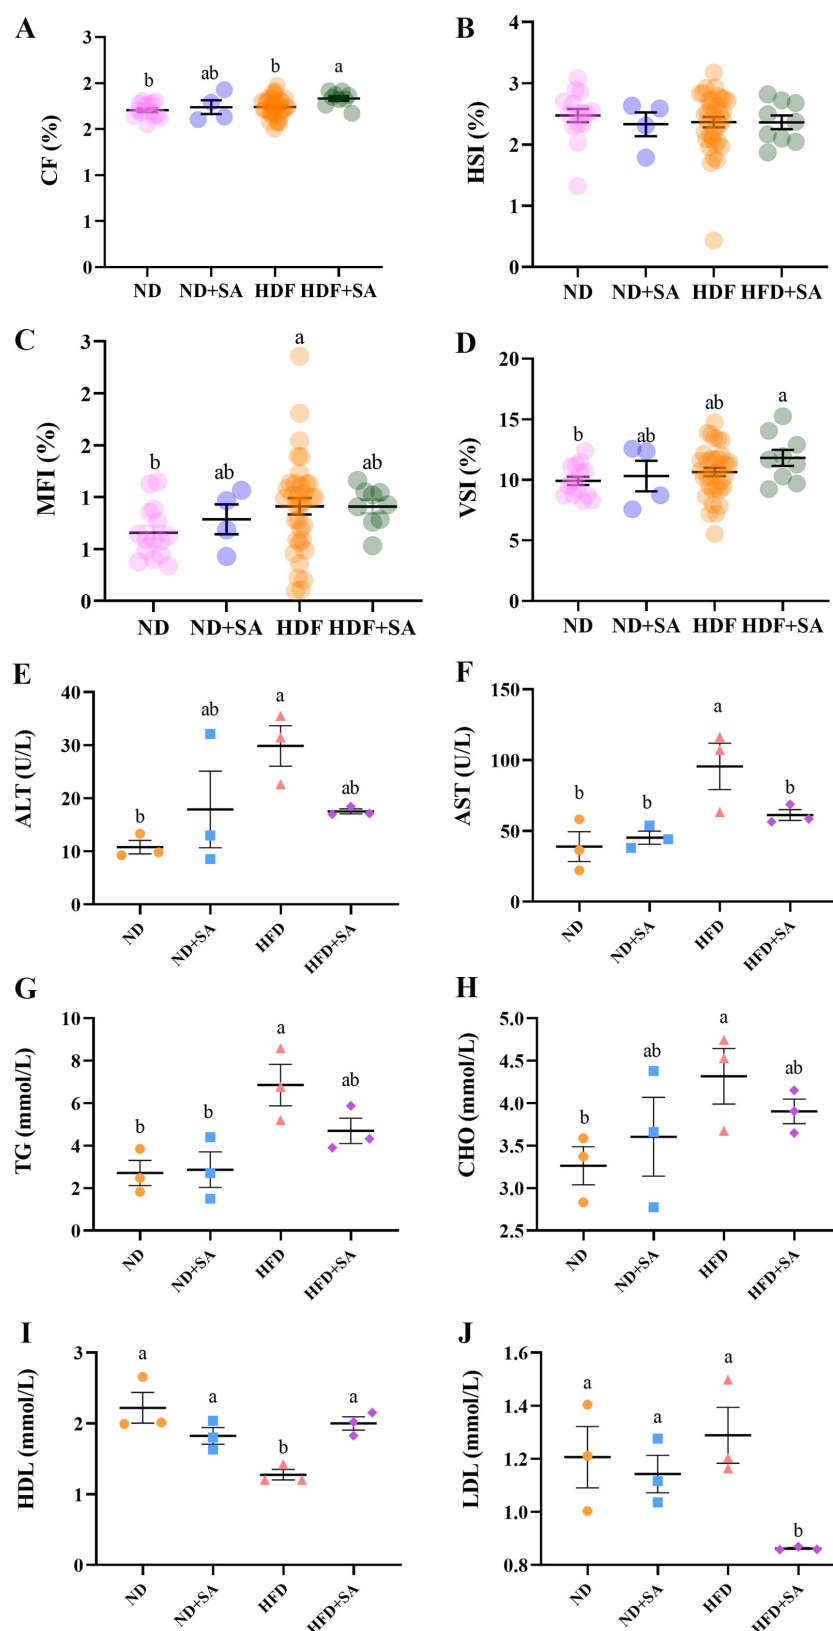 A
CF (%)
3
2
2
1
1
0
b
ab
b
a
ND
ND+SA
HDF
HDF+SA
B
HSI (%)
4
3
2
1
0
ND
ND+SA
HDF
HFD+SA
C
MFI (%)
3
2
2
1
1
0
b
ab
a
ab
ND
ND+SA
HDF
HDF+SA
D
VSI (%)
20
15
10
5
0
b
ab
ab
a
ND
ND+SA
HDF
HDF+SA
E
ALT (U/L)
40
30
20
10
0
b
ab
a
ab
ND
ND+SA
HFD
HFD+SA
F
AST (U/L)
150
100
50
0
b
b
a
b
ND
ND+SA
HFD
HFD+SA
G
TG (mmol/L)
10
8
6
4
2
0
b
b
a
ab
ND
ND+SA
HFD
HFD+SA
H
CHO (mmol/L)
5.0
4.5
4.0
3.5
3.0
2.5
b
ab
a
ab
ND
ND+SA
HFD
HFD+SA
I
HDL (mmol/L)
3
2
1
0
a
a
b
a
ND
ND+SA
HFD
HFD+SA
J
LDL (mmol/L)
1.6
1.4
1.2
1.0
0.8
a
a
a
b
ND
ND+SA
HFD
HFD+SA